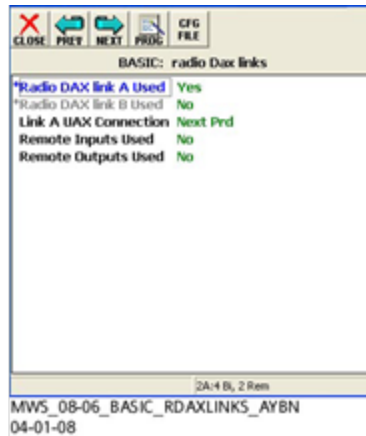 CLOSE PREV NEXT PROG CFG FILE
BASIC: radio Dax links
*Radio DAX link A Used Yes
*Radio DAX link B Used No
Link A UAX Connection Next Prd
Remote Inputs Used No
Remote Outputs Used No
2A:4 Bi, 2 Rem
MWS_08-06_BASIC_RDAXLINKS_AYBN
04-01-08